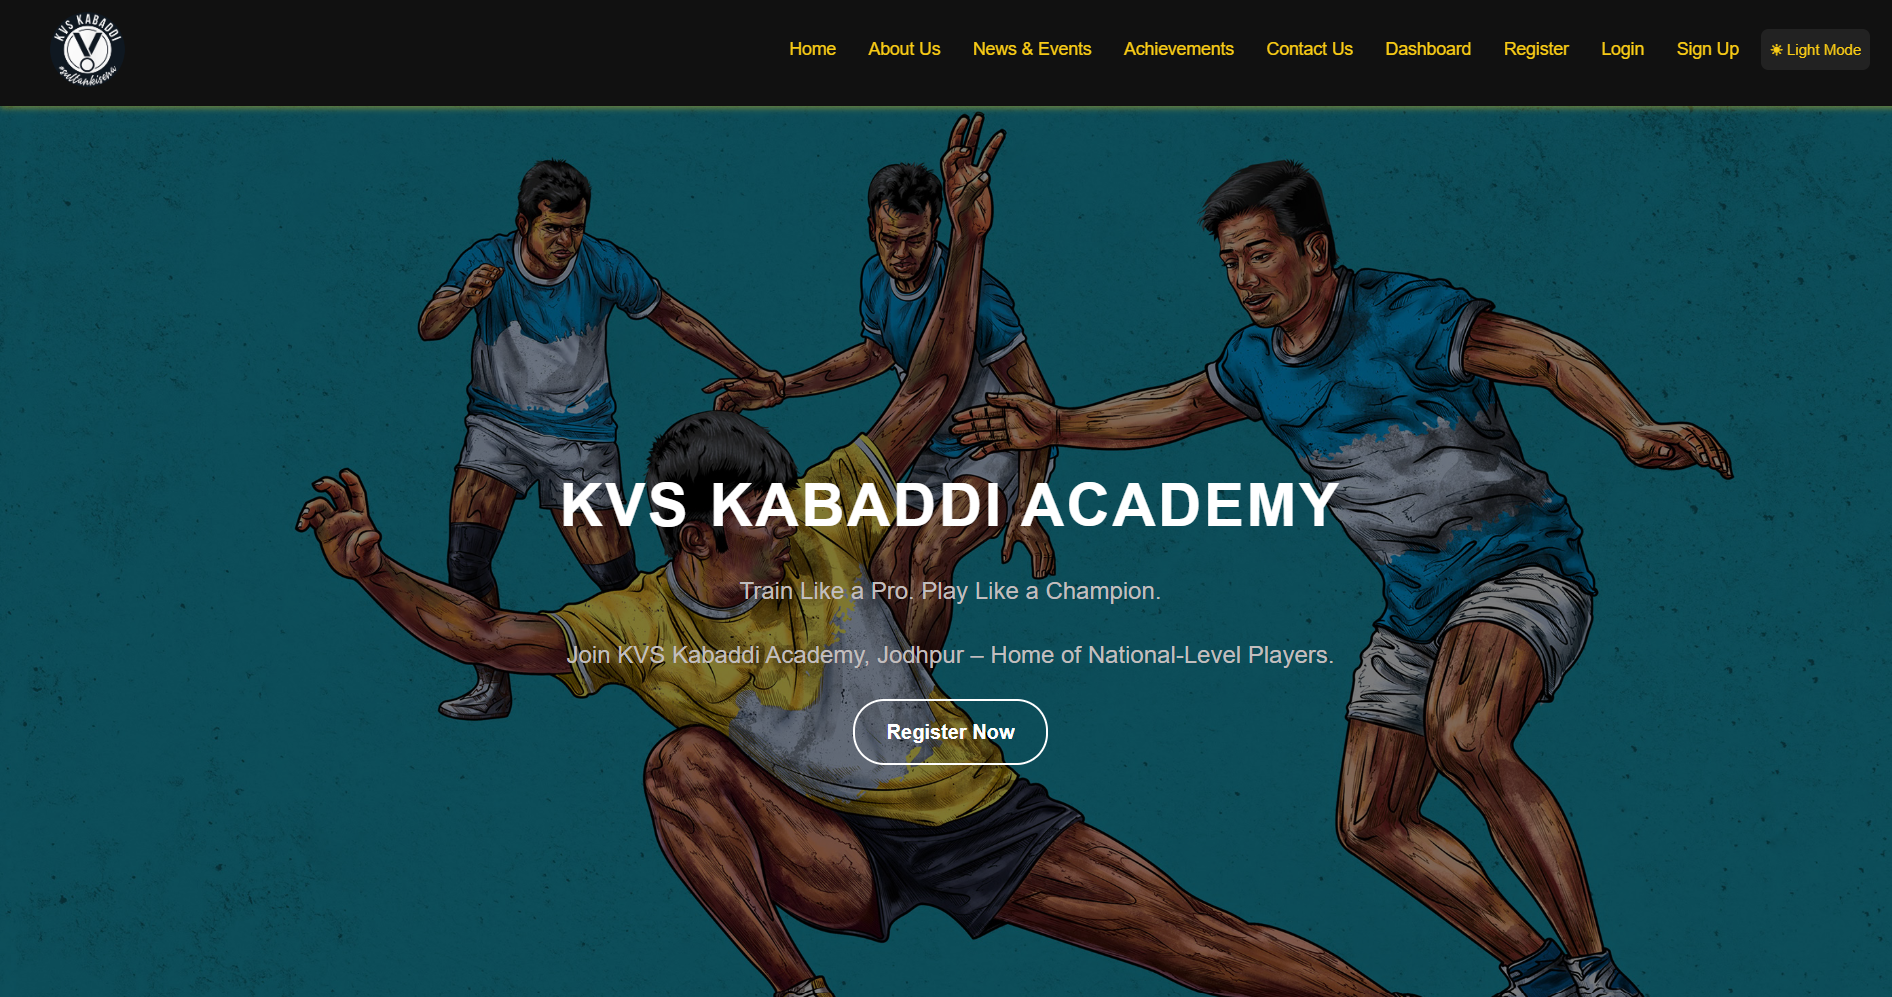 KVS KABADDI
#sultankisena
Home About Us News & Events Achievements Contact Us Dashboard Register Login Sign Up ☀ Light Mode
KVS KABADDI ACADEMY
Train Like a Pro. Play Like a Champion.
Join KVS Kabaddi Academy, Jodhpur – Home of National-Level Players.
Register Now